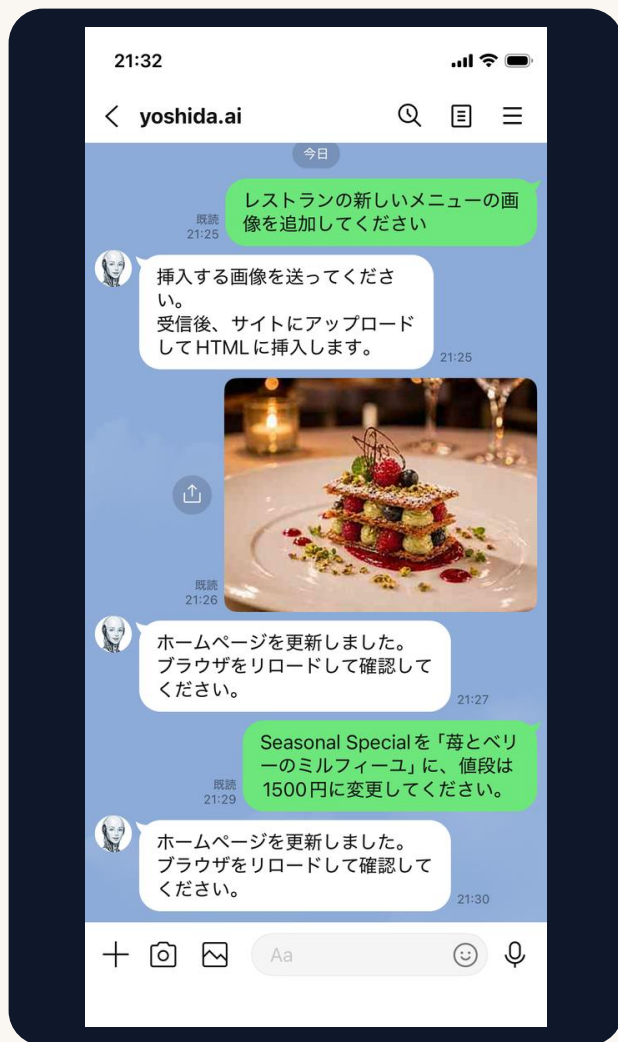 21:32
yoshida.ai
今日
レストランの新しいメニューの画
像を追加してください
既読
21:25
挿入する画像を送ってくださ
い。
受信後、サイトにアップロード
してHTMLに挿入します。
21:25
既読
21:26
ホームページを更新しました。
ブラウザをリロードして確認して
ください。
21:27
Seasonal Specialを「苺とベリ
ーのミルフィーユ」に、値段は
1500円に変更してください。
既読
21:29
ホームページを更新しました。
ブラウザをリロードして確認して
ください。
21:30
Aa